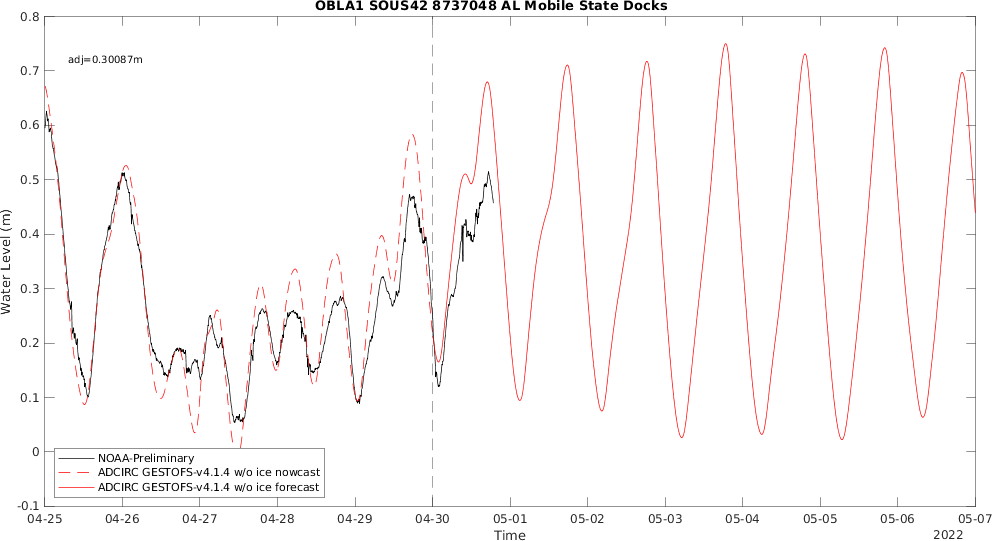 OBLA1 SOUS42 8737048 AL Mobile State Docks
adj=0.30087m
Water Level (m)
0.8
0.7
0.6
0.5
0.4
0.3
0.2
0.1
0
-0.1
NOAA-Preliminary
ADCIRC GESTOFS-v4.1.4 w/o ice nowcast
ADCIRC GESTOFS-v4.1.4 w/o ice forecast
04-25 04-26 04-27 04-28 04-29 04-30 05-01 05-02 05-03 05-04 05-05 05-06 05-07
Time
2022